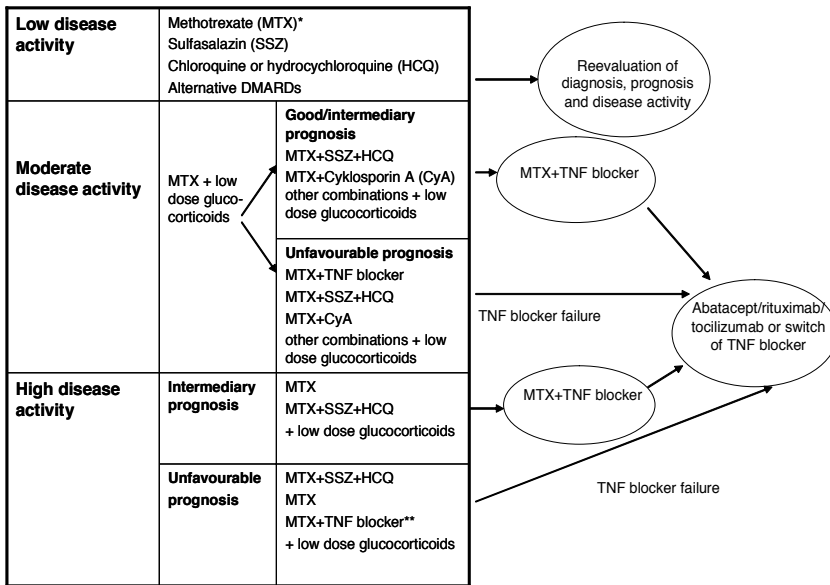 Low disease
activity
Methotrexate (MTX)*
Sulfasalazin (SSZ)
Chloroquine or hydrocychloroquine (HCQ)
Alternative DMARDs
Reevaluation of
diagnosis, prognosis
and disease activity
Moderate
disease activity
MTX + low
dose gluco-
corticoids
Good/intermediary
prognosis
MTX+SSZ+HCQ
MTX+Cyklosporin A (CyA)
other combinations + low
dose glucocorticoids
MTX+TNF blocker
Unfavourable prognosis
MTX+TNF blocker
MTX+SSZ+HCQ
MTX+CyA
other combinations + low
dose glucocorticoids
TNF blocker failure
Abatacept/rituximab/
tocilizumab or switch
of TNF blocker
High disease
activity
Intermediary
prognosis
MTX
MTX+SSZ+HCQ
+ low dose glucocorticoids
MTX+TNF blocker
Unfavourable
prognosis
MTX+SSZ+HCQ
MTX
MTX+TNF blocker**
+ low dose glucocorticoids
TNF blocker failure